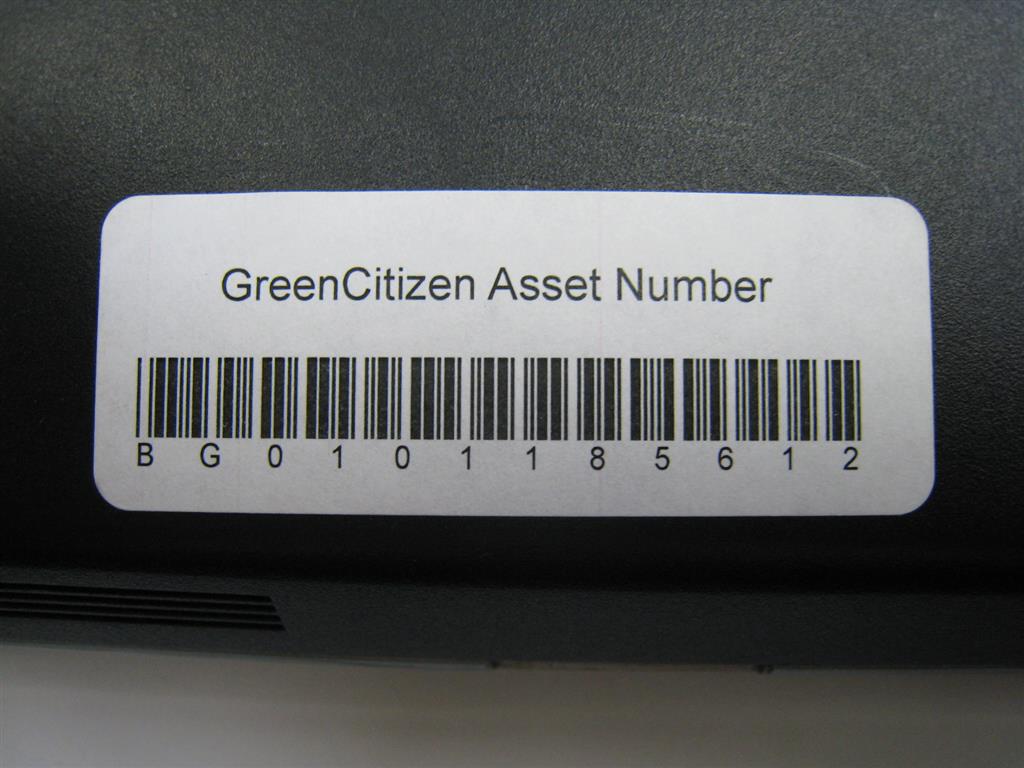 GreenCitizen Asset Number
B G 0 1 0 1 1 8 5 6 1 2